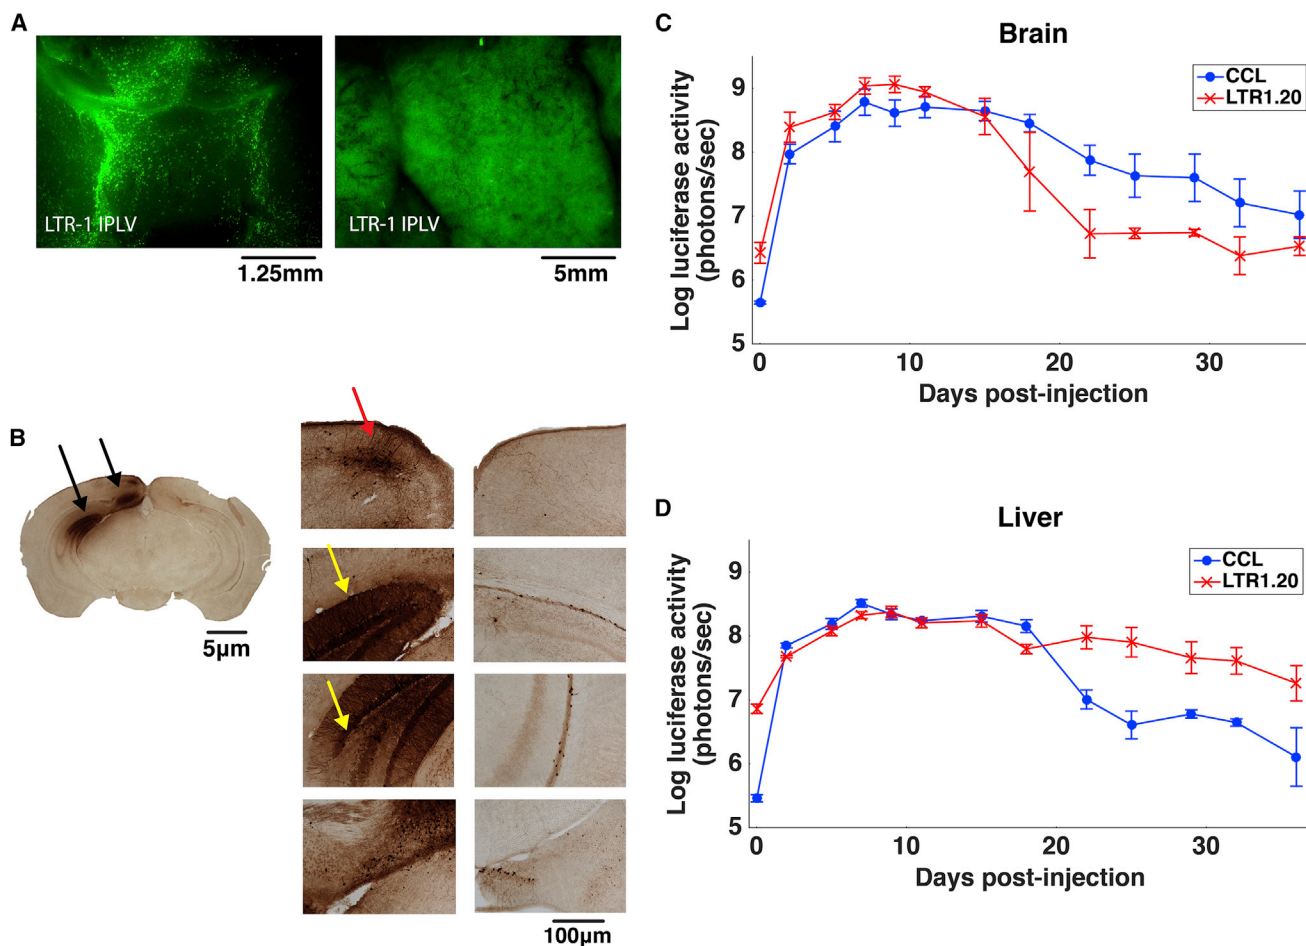 A
LTR-1 IPLV
1.25mm
LTR-1 IPLV
5mm
B
5µm
100µm
C
Brain
CCL
LTR1.20
Log luciferase activity
(photons/sec)
9
8
7
6
5
0
10
20
30
Days post-injection
D
Liver
CCL
LTR1.20
Log luciferase activity
(photons/sec)
9
8
7
6
5
0
10
20
30
Days post-injection